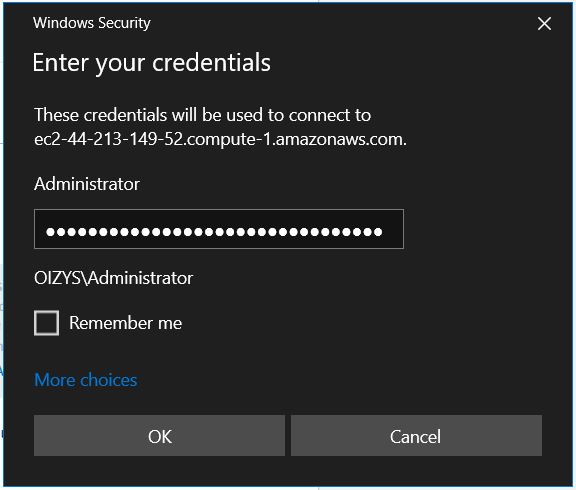 Windows Security
Enter your credentials
These credentials will be used to connect to
ec2-44-213-149-52.compute-1.amazonaws.com.
Administrator
●●●●●●●●●●●●●●●●●●●●●●●●●●●●●●●●
OIZYS\Administrator
Remember me
More choices
OK
Cancel